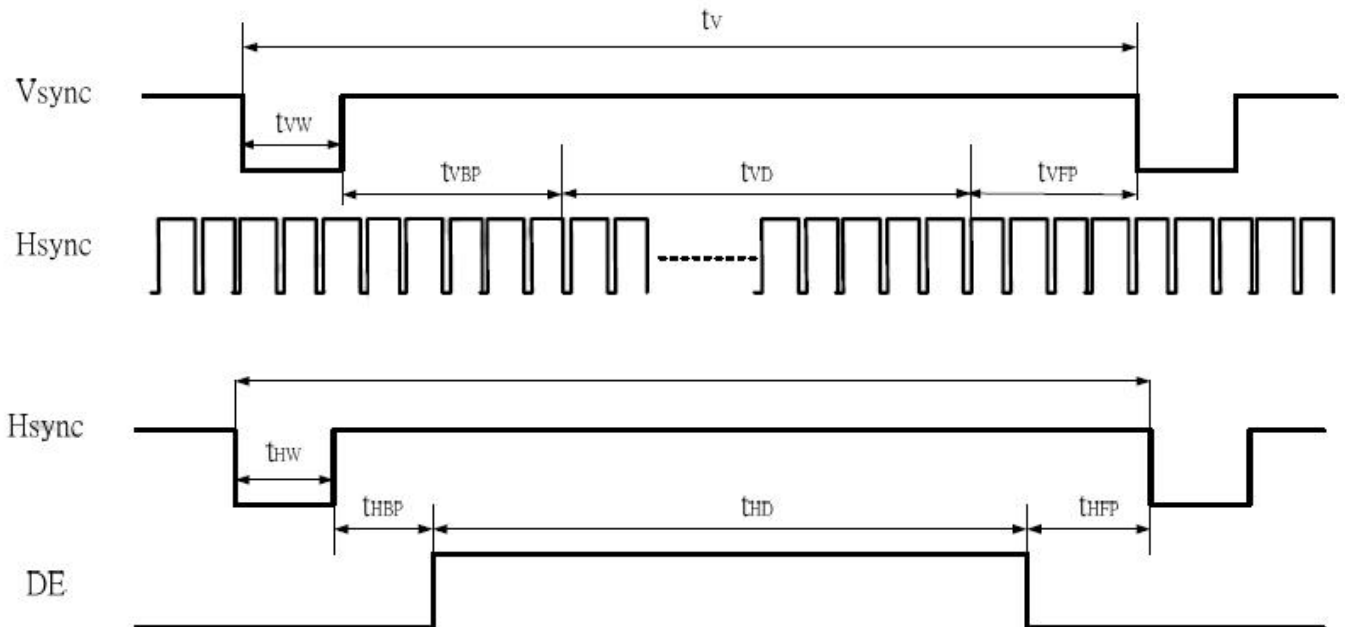 tV
Vsync
tVW
tVBP
tVD
tVFP
Hsync
Hsync
tHW
tHBP
tHD
tHFP
DE